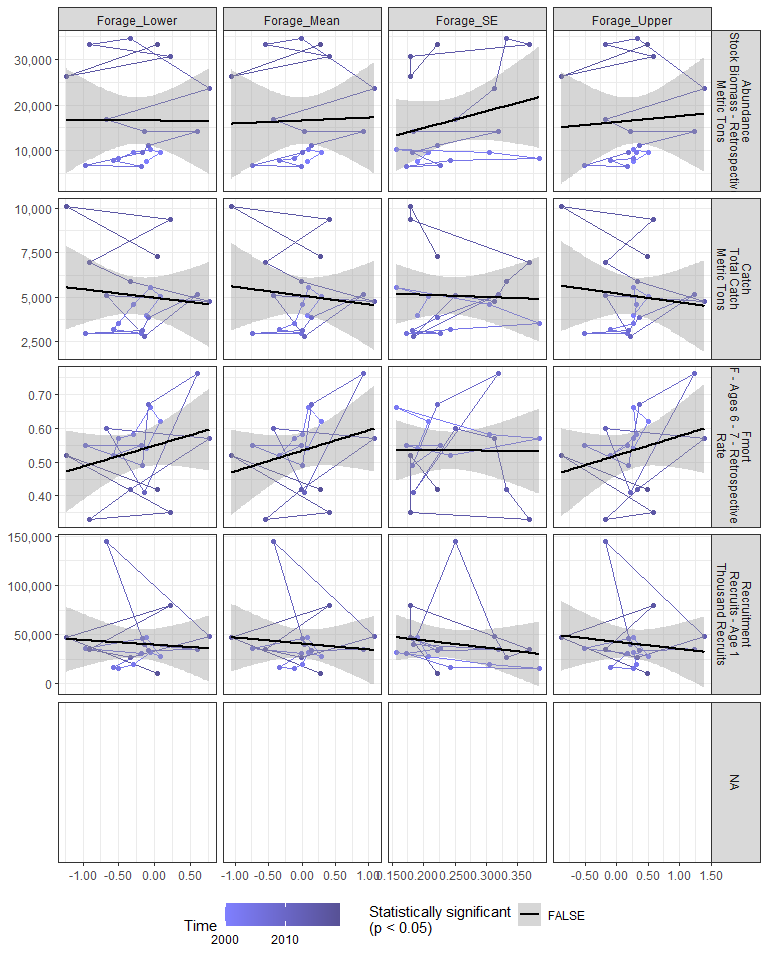 Forage_Lower Forage_Mean Forage_SE Forage_Upper
30,000
20,000
10,000
Abundance
Stock Biomass - Retrospectiv
Metric Tons
10,000
7,500
5,000
2,500
Catch
Total Catch
Metric Tons
0.70
0.60
0.50
0.40
Fmort
F - Ages 6 - 7 - Retrospective
Rate
150,000
100,000
50,000
0
Recruitment
Recruits - Age 1
Thousand Recruits
NA
-1.00 -0.50 0.00 -1.00 -0.50 0.00 0.50 1.00 0.150 0.200 0.250 0.300 0.350 -0.50 0.00 0.50 1.00 1.50
Time
2000 2010
Statistically significant
(p < 0.05)
FALSE